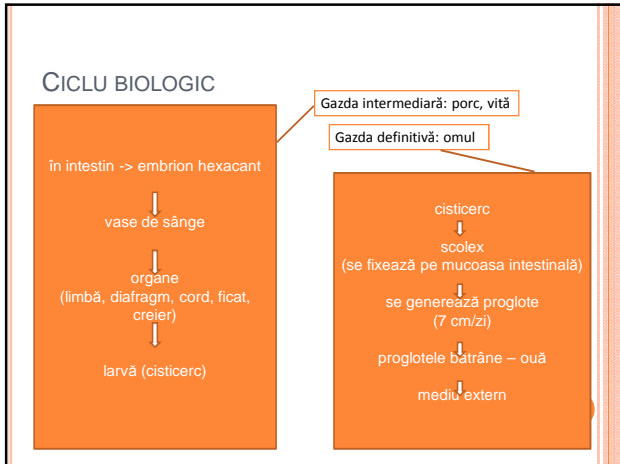 CICLU BIOLOGIC
Gazda intermediară: porc, vită
Gazda definitivă: omul
în intestin -> embrion hexacant
vase de sânge
organe
(limbă, diafragm, cord, ficat,
creier)
larvă (cisticerc)
cisticerc
scolex
(se fixează pe mucoasa intestinală)
se generează proglote
(7 cm/zi)
proglotele bătrâne – ouă
mediu extern